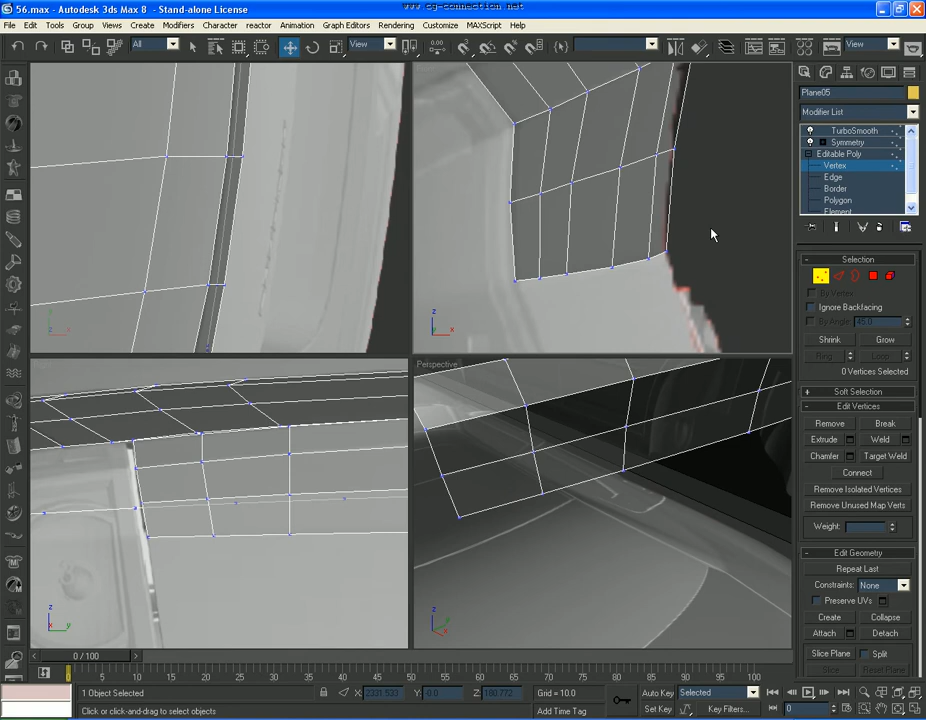 www.cg-connection.net
56.max - Autodesk 3ds Max 8 - Stand-alone License
File Edit Tools Group Views Create Modifiers Character reactor Animation Graph Editors Rendering Customize MAXScript Help
All View View
Plane05
Modifier List
TurboSmooth
Symmetry
Editable Poly
Vertex
Edge
Border
Polygon
Element
Selection
By Vertex
Ignore Backfacing
By Angle: 45.0
Shrink Grow
Ring Loop
0 Vertices Selected
Soft Selection
Edit Vertices
Remove Break
Extrude Weld
Chamfer Target Weld
Connect
Remove Isolated Vertices
Remove Unused Map Verts
Weight:
Edit Geometry
Repeat Last
Constraints: None
Preserve UVs
Create Collapse
Attach Detach
Slice Plane Split
Slice Reset Plane
Perspective
0 / 100
0 5 10 15 20 25 30 35 40 45 50 55 60 65 70 75 80 85 90 95 100
1 Object Selected X: 2331.533 Y: -0.0 Z: 180.772 Grid = 10.0 Auto Key Selected
Click or click-and-drag to select objects Add Time Tag Set Key Key Filters... 0